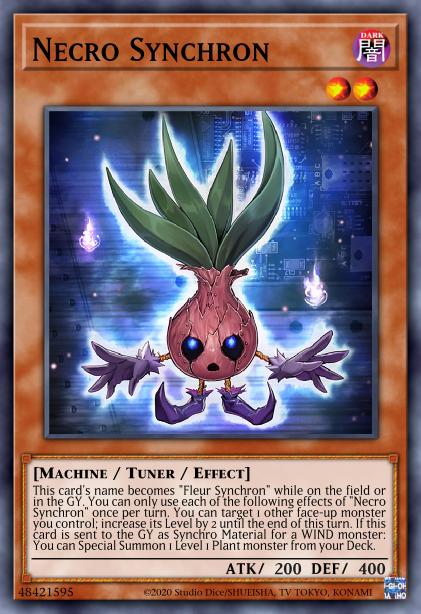 NECRO SYNCHRON
DARK
闇
[MACHINE / TUNER / EFFECT]
This card's name becomes "Fleur Synchron" while on the field or
in the GY. You can only use each of the following effects of "Necro
Synchron" once per turn. You can target 1 other face-up monster
you control; increase its Level by 2 until the end of this turn. If this
card is sent to the GY as Synchro Material for a WIND monster:
You can Special Summon 1 Level 1 Plant monster from your Deck.
ATK/ 200 DEF/ 400
48421595
©2020 Studio Dice/SHUEISHA, TV TOKYO, KONAMI